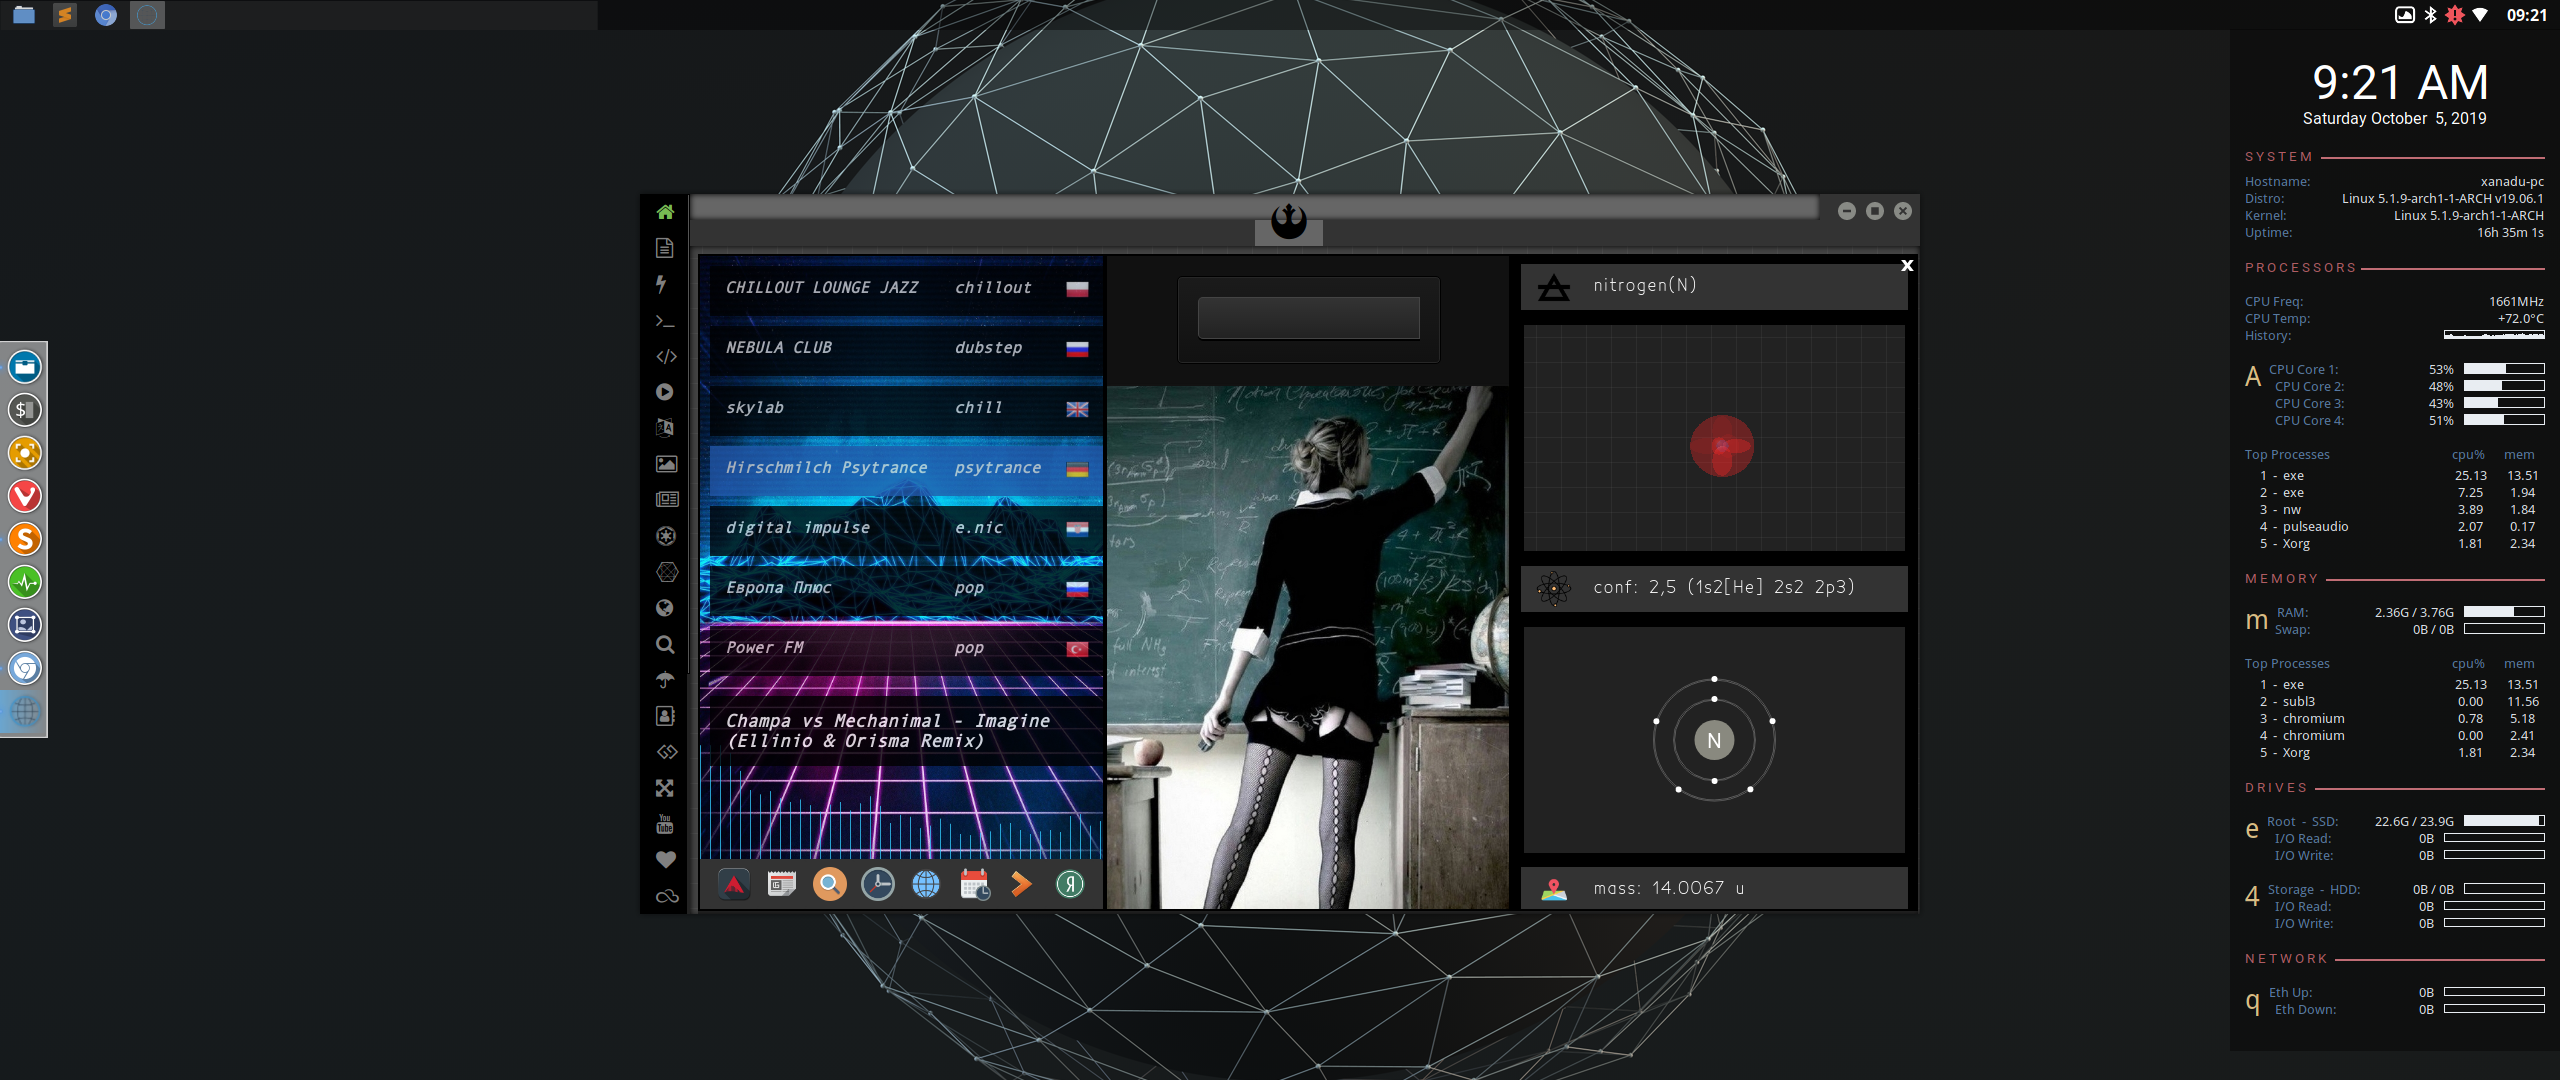 09:21
9:21 AM
Saturday October 5, 2019
SYSTEM
Hostname: xanadu-pc
Distro: Linux 5.1.9-arch1-1-ARCH v19.06.1
Kernel: Linux 5.1.9-arch1-1-ARCH
Uptime: 16h 35m 1s
PROCESSORS
CPU Freq: 1661MHz
CPU Temp: +72.0°C
History:
A CPU Core 1: 53%
CPU Core 2: 48%
CPU Core 3: 43%
CPU Core 4: 51%
Top Processes cpu% mem
1 - exe 25.13 13.51
2 - exe 7.25 1.94
3 - nw 3.89 1.84
4 - pulseaudio 2.07 0.17
5 - Xorg 1.81 2.34
MEMORY
m RAM: 2.36G / 3.76G
Swap: 0B / 0B
Top Processes cpu% mem
1 - exe 25.13 13.51
2 - subl3 0.00 11.56
3 - chromium 0.78 5.18
4 - chromium 0.00 2.41
5 - Xorg 1.81 2.34
DRIVES
e Root - SSD: 22.6G / 23.9G
I/O Read: 0B
I/O Write: 0B
4 Storage - HDD: 0B / 0B
I/O Read: 0B
I/O Write: 0B
NETWORK
q Eth Up: 0B
Eth Down: 0B
CHILLOUT LOUNGE JAZZ chillout
NEBULA CLUB dubstep
skylab chill
Hirschmilch Psytrance psytrance
digital impulse e.nic
Европа Плюс pop
Power FM pop
Champa vs Mechanimal - Imagine
(Ellinio & Orisma Remix)
You
Tube
Я
x
nitrogen(N)
conf: 2,5 (1s2[He] 2s2 2p3)
N
mass: 14.0067 u